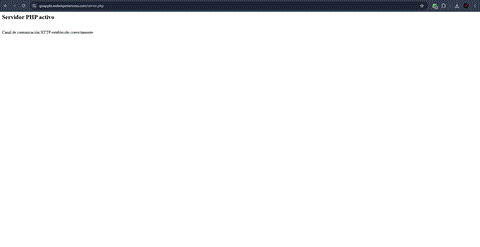 Servidor PHP activo
Canal de comunicación HTTP establecido correctamente